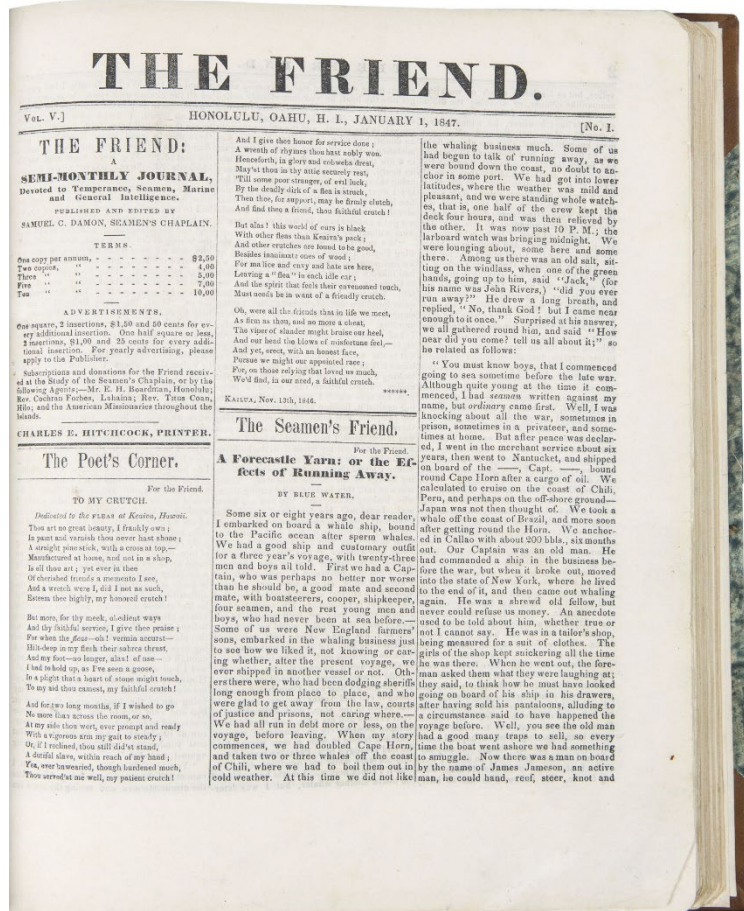 THE FRIEND.
VOL. V.]
HONOLULU, OAHU, H. I., JANUARY 1, 1847.
[No. I.
THE FRIEND:
A
SEMI-MONTHLY JOURNAL,
Devoted to Temperance, Seamen, Marine
and General Intelligence.
PUBLISHED AND EDITED BY
SAMUEL C. DAMON, SEAMEN'S CHAPLAIN.
TERMS.
One copy per annum, - - - - - - - - - $2,50
Two copies, " - - - - - - - - - 4,00
Three " " - - - - - - - - - 5,00
Five " " - - - - - - - - - 7,00
Ten " " - - - - - - - - - 10,00
ADVERTISEMENTS.
One square, 2 insertions, $1,50 and 50 cents for ev-
ery additional insertion. One half square or less,
2 insertions, $1,00 and 25 cents for every addi-
tional insertion. For yearly advertising, please
apply to the Publisher.
Subscriptions and donations for the Friend receiv-
ed at the Study of the Seamen's Chaplain, or by the
following Agents;—Mr. E. H. Boardman, Honolulu;
Rev. Cochran Forbes, Lahaina; Rev. Titus Coan,
Hilo; and the American Missionaries throughout the
Islands.
CHARLES E. HITCHCOCK, PRINTER.
The Poet's Corner.
For the Friend.
TO MY CRUTCH.
Dedicated to the FLEAS of Keaiwa, Hawaii.
Thou art no great beauty, I frankly own;
In paint and varnish thou never hast shone;
A straight pine stick, with a cross at top,—
Manufactured at home, and not in a shop,
Is all thou art; yet ever in thee
Of cherished friends a memento I see,
And a wretch were I, did I not as such,
Esteem thee highly, my honored crutch!
But more, for thy meek, obedient ways
And thy faithful service, I give thee praise;
For when the fleas—oh! vermin accurst—
Hilt-deep in my flesh their sabres thrust,
And my foot—no longer, alas! of use—
I had to hold up, as I've seen a goose,
In a plight that a heart of stone might touch,
To my aid thou camest, my faithful crutch!
And for two long months, if I wished to go
No more than across the room, or so,
At my side thou wert, ever prompt and ready
With a vigorous arm my gait to steady;
Or, if I reclined, thou still did'st stand,
A dutiful slave, within reach of my hand;
Yes, ever unwearied, though burdened much,
Thou served'st me well, my patient crutch!
And I give thee honor for service done;
A wreath of rhymes thou hast nobly won.
Henceforth, in glory and cobwebs drest,
May'st thou in thy attic securely rest,
'Till some poor stranger, of evil luck,
By the deadly dirk of a flea is struck,
Then thou, for support, may be firmly clutch,
And find thee a friend, thou faithful crutch!
But alas! this world of ours is black
With other fleas than Keaiwa's pack;
And other crutches are found to be good,
Besides inanimate ones of wood;
For malice and envy and hate are here,
Leaving a "flea" in each idle ear;
And the spirit that feels their envenomed touch,
Must needs be in want of a friendly crutch.
Oh, were all the friends that in life we meet,
As firm as thou, and no more a cheat,
The viper of slander might bruise our heel,
And our head the blows of misfortune feel,—
And yet, erect, with an honest face,
Pursue we might our appointed race;
For, on those relying that loved us much,
We'd find, in our need, a faithful crutch.
******.
KAILUA, Nov. 13th, 1846.
The Seamen's Friend.
For the Friend.
A Forecastle Yarn: or the Ef-
fects of Running Away.
BY BLUE WATER.
Some six or eight years ago, dear reader,
I embarked on board a whale ship, bound
to the Pacific ocean after sperm whales.
We had a good ship and customary outfit
for a three year's voyage, with twenty-three
men and boys all told. First we had a Cap-
tain, who was perhaps no better nor worse
than he should be, a good mate and second
mate, with boatsteerers, cooper, shipkeeper,
four seamen, and the rest young men and
boys, who had never been at sea before.—
Some of us were New England farmers'
sons, embarked in the whaling business just
to see how we liked it, not knowing or car-
ing whether, after the present voyage, we
ever shipped in another vessel or not. Oth-
ers there were, who had been dodging sheriffs
long enough from place to place, and who
were glad to get away from the law, courts
of justice and prisons, not caring where.—
We had all run in debt more or less, on the
voyage, before leaving. When my story
commences, we had doubled Cape Horn,
and taken two or three whales off the coast
of Chili, where we had to boil them out in
cold weather. At this time we did not like
the whaling business much. Some of us
had begun to talk of running away, as we
were bound down the coast, no doubt to an-
chor in some port. We had got into lower
latitudes, where the weather was mild and
pleasant, and we were standing whole watch-
es, that is, one half of the crew kept the
deck four hours, and was then relieved by
the other. It was now past 10 P. M.; the
larboard watch was bringing midnight. We
were lounging about, some here and some
there. Among us there was an old salt, sit-
ting on the windlass, when one of the green
hands, going up to him, said "Jack," (for
his name was John Rivers,) "did you ever
run away?" He drew a long breath, and
replied, "No, thank God! but I came near
enough to it once." Surprised at his answer,
we all gathered round him, and said "How
near did you come? tell us all about it;" so
he related as follows:
"You must know boys, that I commenced
going to sea sometime before the late war.
Although quite young at the time it com-
menced, I had seaman written against my
name, but ordinary came first. Well, I was
knocking about all the war, sometimes in
prison, sometimes in a privateer, and some-
times at home. But after peace was declar-
ed, I went in the merchant service about six
years, then went to Nantucket, and shipped
on board of the ——, Capt. ——, bound
round Cape Horn after a cargo of oil. We
calculated to cruise on the coast of Chili,
Peru, and perhaps on the off-shore ground—
Japan was not then thought of. We took a
whale off the coast of Brazil, and more soon
after getting round the Horn. We anchor-
ed in Callao with about 200 bbls., six months
out. Our Captain was an old man. He
had commanded a ship in the business be-
fore the war, but when it broke out, moved
into the state of New York, where he lived
to the end of it, and then came out whaling
again. He was a shrewd old fellow, but
never could refuse us money. An anecdote
used to be told about him, whether true or
not I cannot say. He was in a tailor's shop,
being measured for a suit of clothes. The
girls of the shop kept snickering all the time
he was there. When he went out, the fore-
man asked them what they were laughing at;
they said, to think how he must have looked
going on board of his ship in his drawers,
after having sold his pantaloons, alluding to
a circumstance said to have happened the
voyage before. Well, you see the old man
had a good many traps to sell, so every
time the boat went ashore we had something
to smuggle. Now there was a man on board
by the name of James Jameson, an active
man, he could hand, reef, steer, knot and